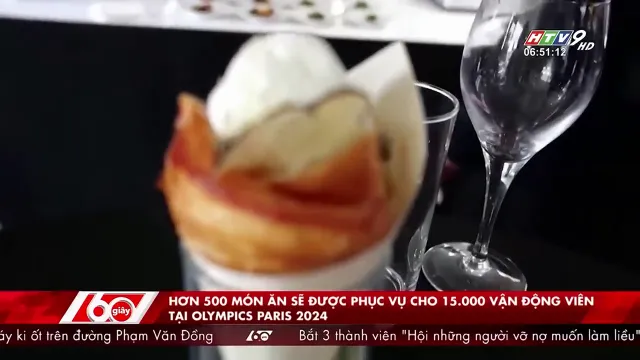 HTV9 HD
06:51:12
60 giây
HƠN 500 MÓN ĂN SẼ ĐƯỢC PHỤC VỤ CHO 15.000 VẬN ĐỘNG VIÊN
TẠI OLYMPICS PARIS 2024
ki ốt trên đường Phạm Văn Đồng Bắt 3 thành viên "Hội những người vỡ nợ muốn làm liều"